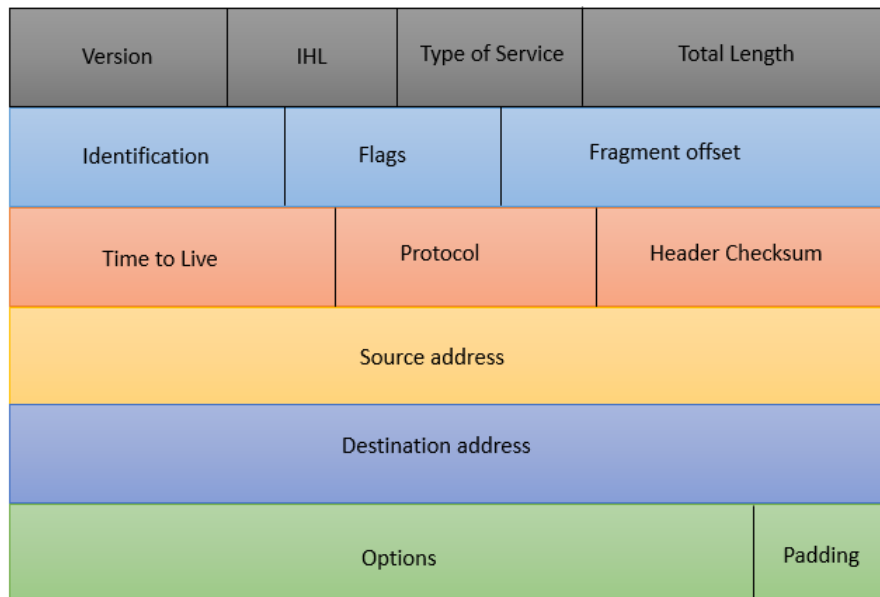 Version IHL Type of Service Total Length
Identification Flags Fragment offset
Time to Live Protocol Header Checksum
Source address
Destination address
Options Padding